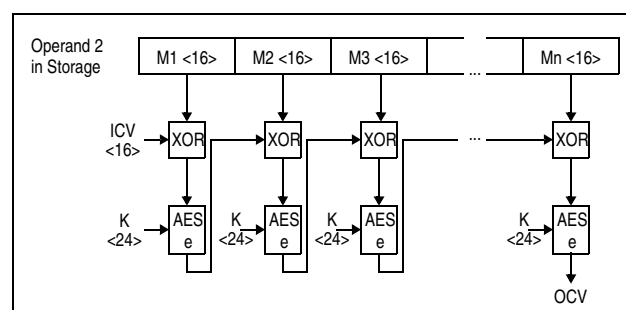 Operand 2
in Storage
M1 <16> M2 <16> M3 <16> ... Mn <16>
ICV
<16>
XOR XOR XOR ... XOR
K
<24>
AES
e
K
<24>
AES
e
K
<24>
AES
e
K
<24>
AES
e
OCV